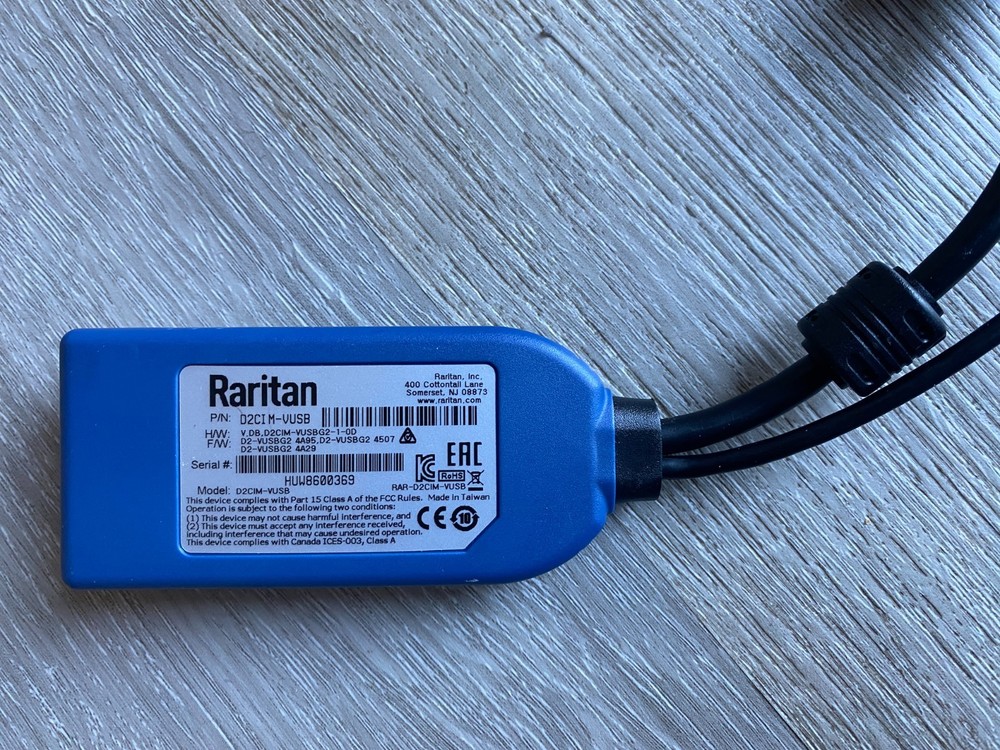 Raritan
Raritan, Inc.
400 Cottontail Lane
Somerset, NJ 08873
www.raritan.com
P/N: D2CIM-VUSB
H/W: V.DB,D2CIM-VUSBG2-1-0D
F/W: D2-VUSBG2 4A95,D2-VUSBG2 4507
D2-VUSBG2 4A29
Serial #:
HUW8600369
EAC
RoHS
Model: D2CIM-VUSB
RAR-D2CIM-VUSB
This device complies with Part 15 Class A of the FCC Rules. Made in Taiwan
Operation is subject to the following two conditions:
(1) This device may not cause harmful interference, and
(2) This device must accept any interference received,
including interference that may cause undesired operation.
This device complies with Canada ICES-003, Class A
CE
10